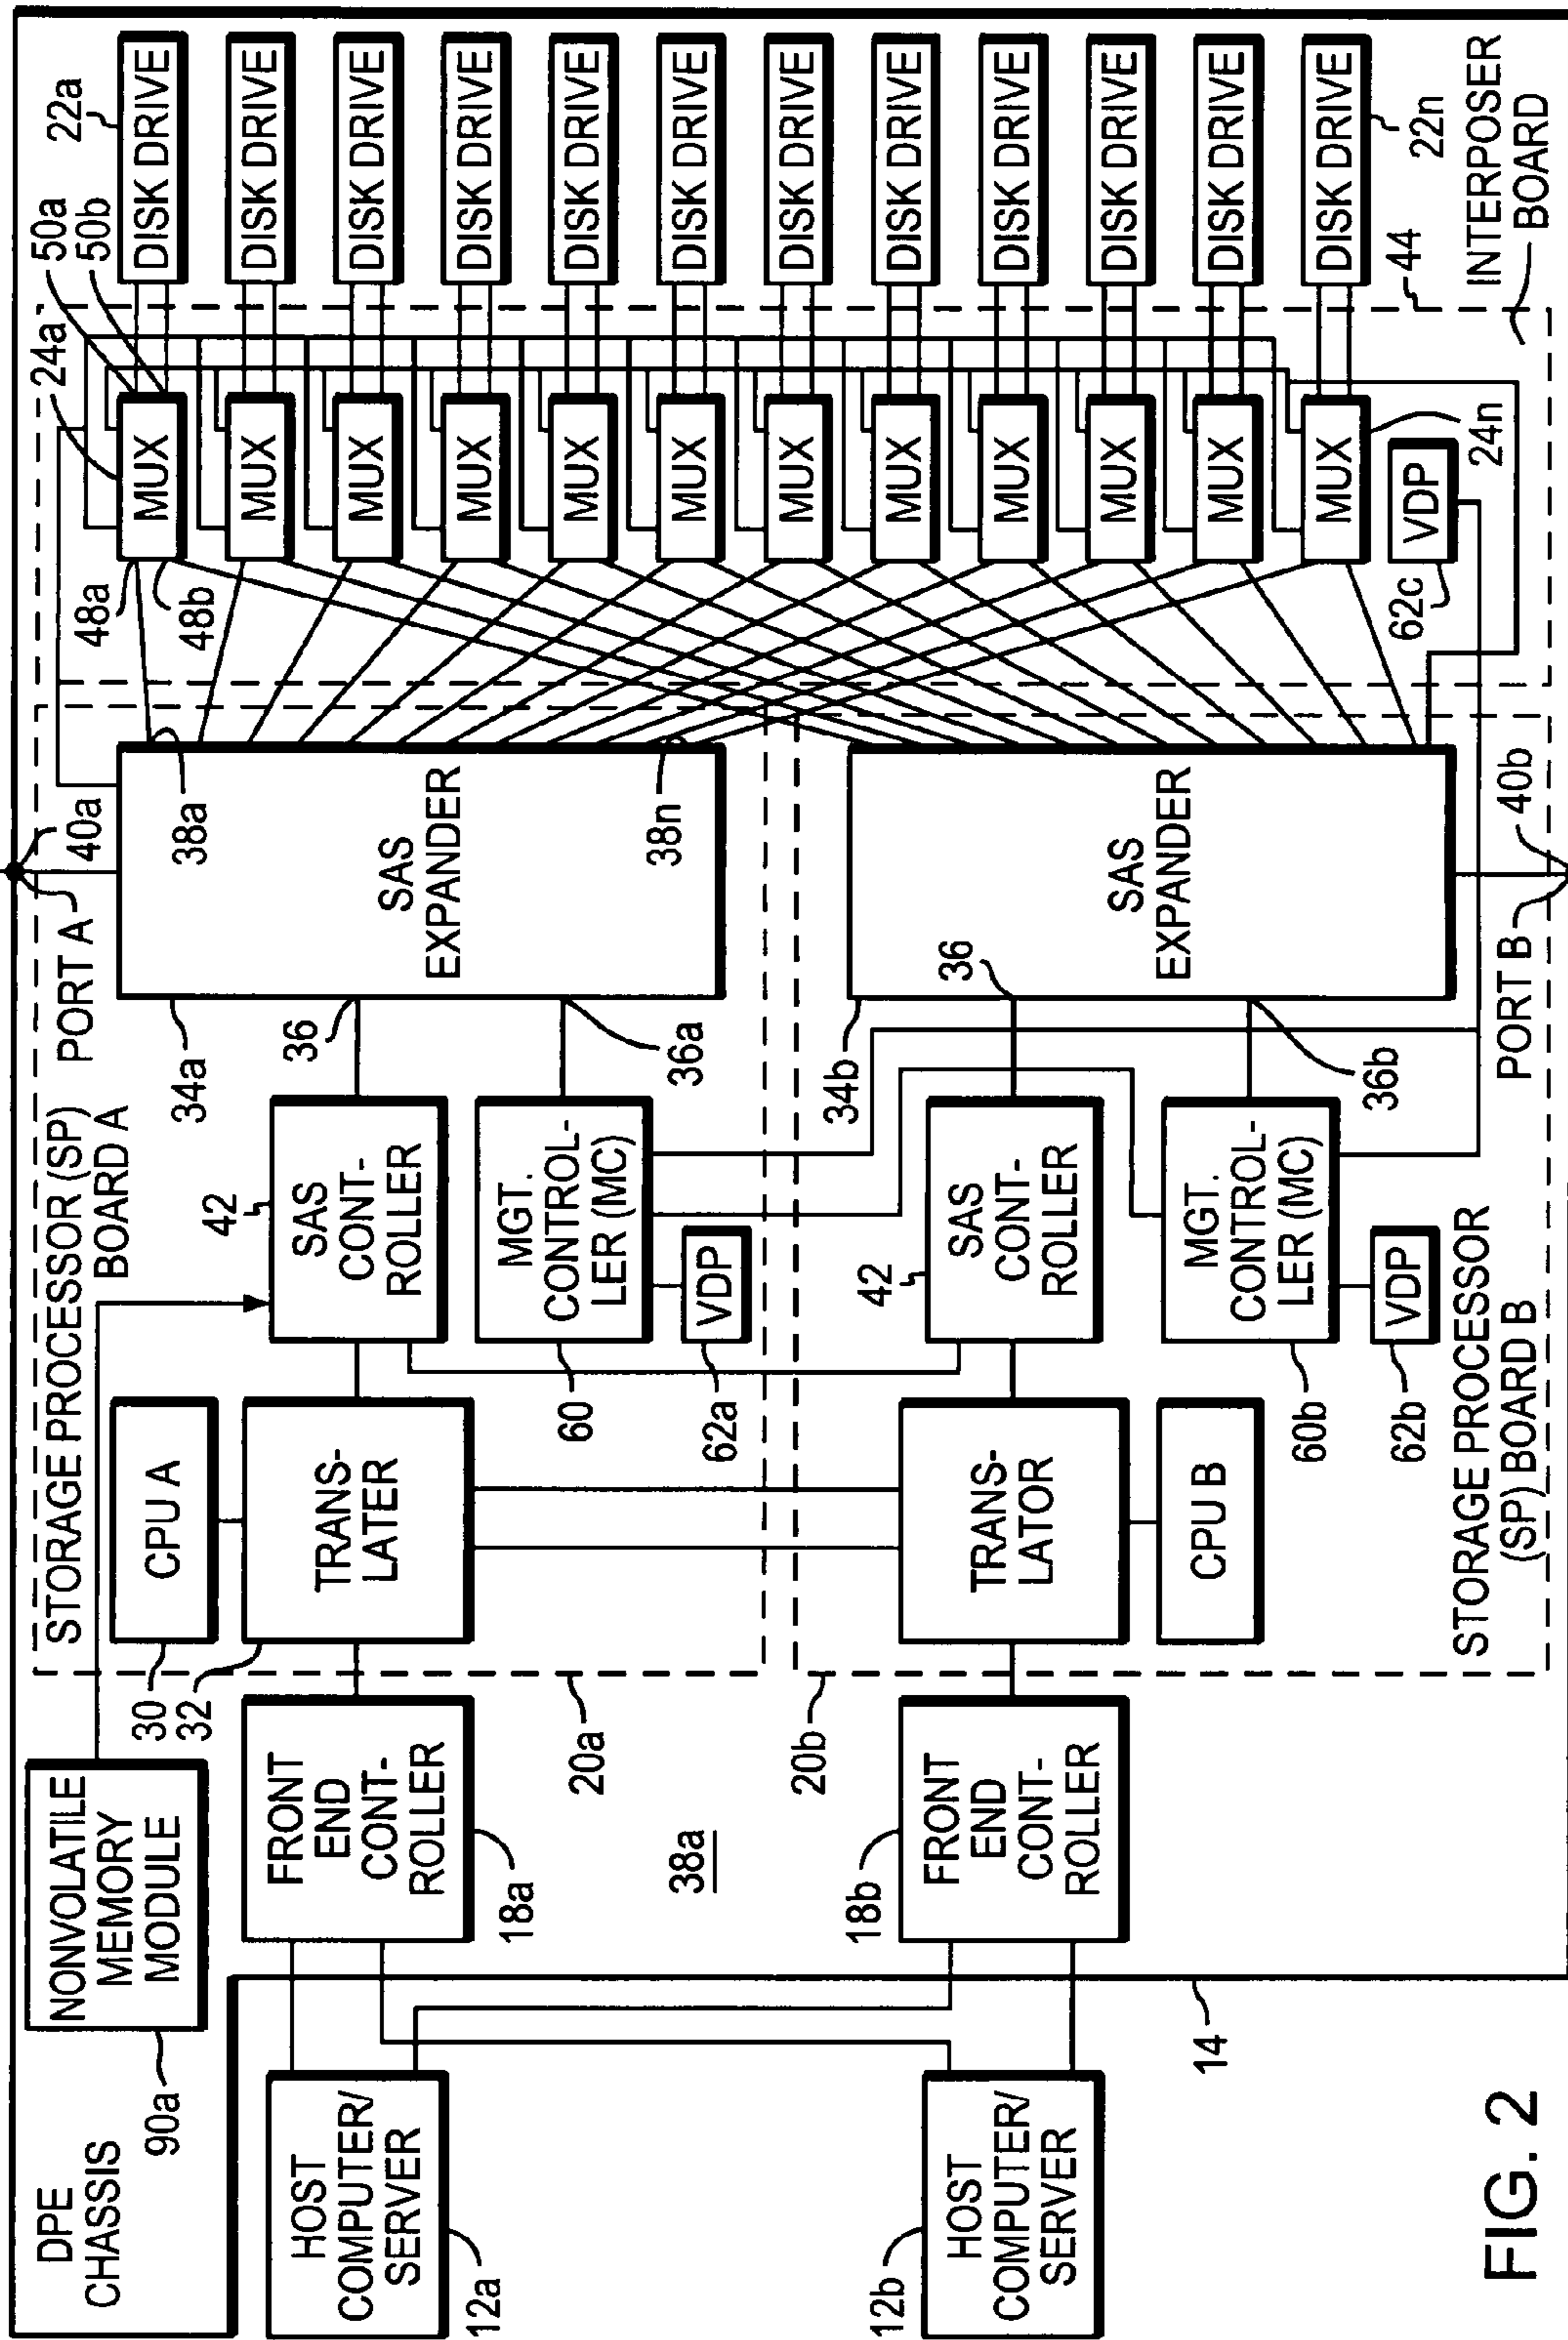 DPE
CHASSIS
NONVOLATILE
MEMORY
MODULE
90a
HOST
COMPUTER/
SERVER
12a
HOST
COMPUTER/
SERVER
12b
14
FRONT
END
CONT-
ROLLER
18a
38a
FRONT
END
CONT-
ROLLER
18b
20a
20b
STORAGE PROCESSOR (SP)
BOARD A
CPU A
30
32
TRANS-
LATER
SAS
CONT-
ROLLER
42
MGT.
CONTROL-
LER (MC)
60
VDP
62a
34a
36
36a
SAS
EXPANDER
38a
38n
PORT A
40a
TRANS-
LATOR
CPU B
SAS
CONT-
ROLLER
42
MGT.
CONTROL-
LER (MC)
60b
VDP
62b
STORAGE PROCESSOR
(SP) BOARD B
34b
36
36b
SAS
EXPANDER
PORT B
40b
48a
48b
24a
50a
50b
22a
MUX
DISK DRIVE
MUX
DISK DRIVE
MUX
DISK DRIVE
MUX
DISK DRIVE
MUX
DISK DRIVE
MUX
DISK DRIVE
MUX
DISK DRIVE
MUX
DISK DRIVE
MUX
DISK DRIVE
MUX
DISK DRIVE
MUX
DISK DRIVE
MUX
DISK DRIVE
24n
22n
VDP
62c
44
INTERPOSER
BOARD
FIG. 2